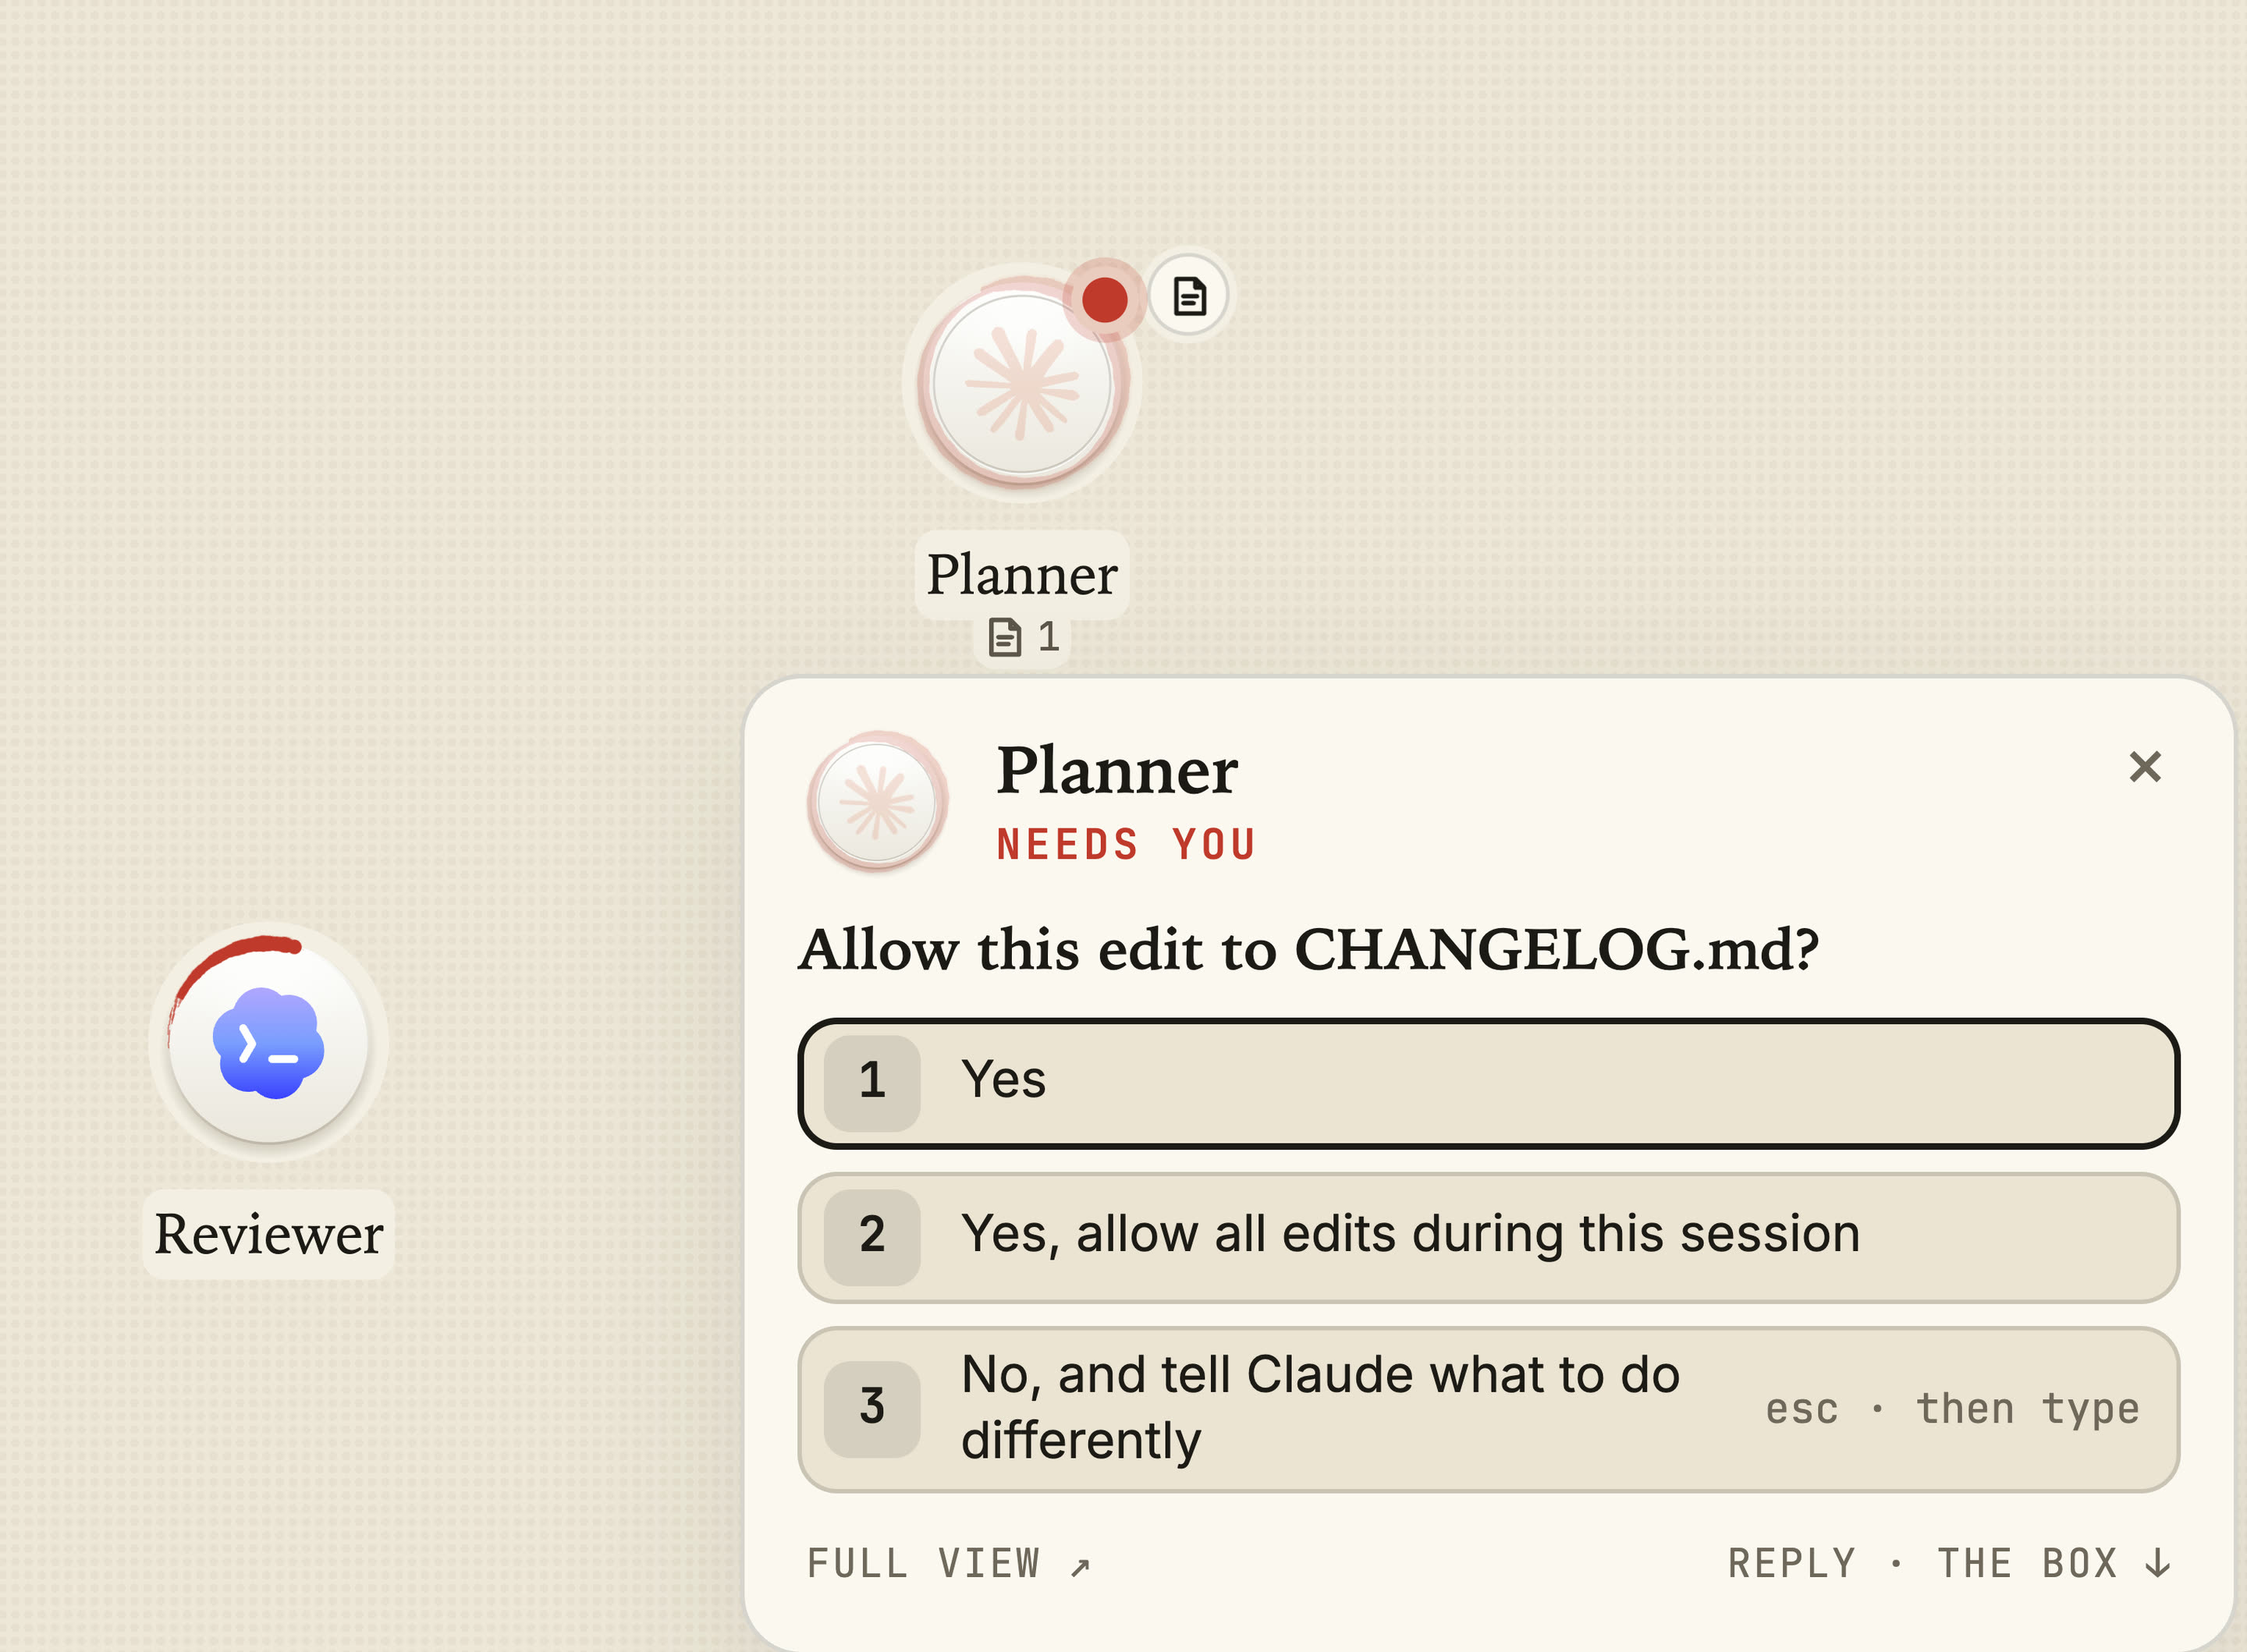 Planner
1
Planner
NEEDS YOU
Allow this edit to CHANGELOG.md?
1 Yes
2 Yes, allow all edits during this session
3 No, and tell Claude what to do
differently
esc · then type
Reviewer
FULL VIEW ↗
REPLY · THE BOX ↓